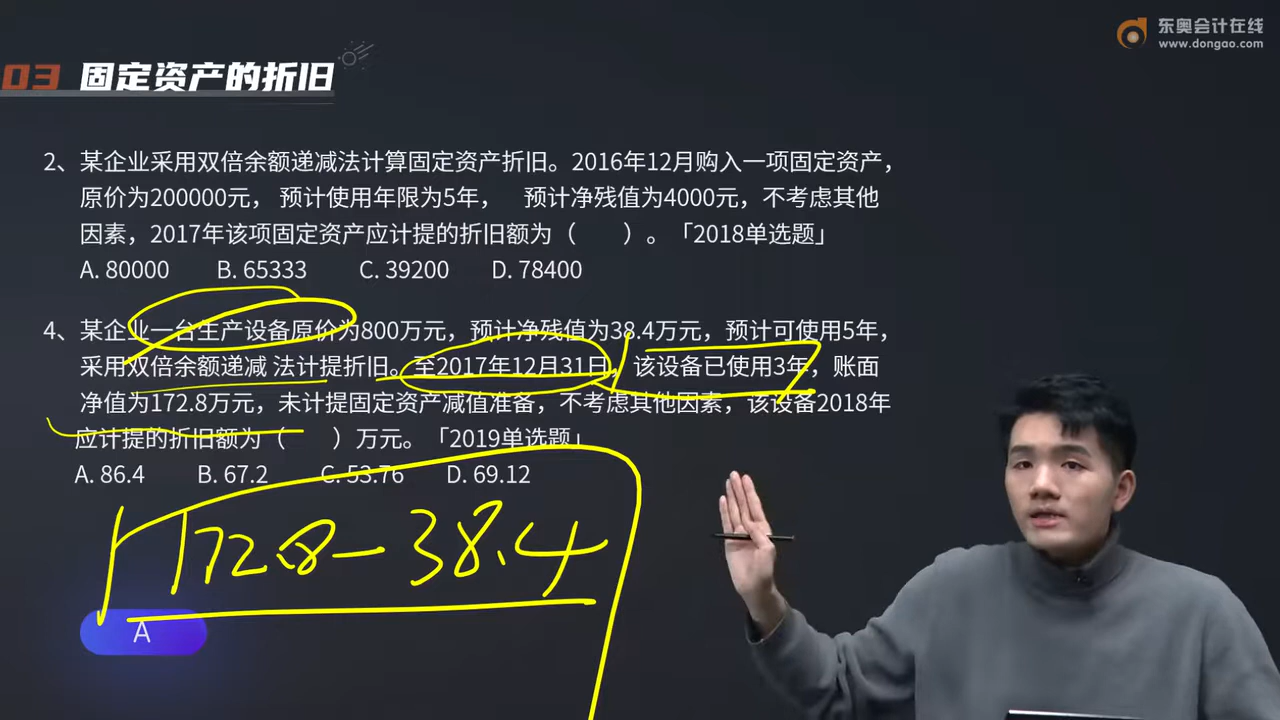 东奥会计在线
www.dongao.com
03 固定资产的折旧
2、某企业采用双倍余额递减法计算固定资产折旧。2016年12月购入一项固定资产，
原价为200000元， 预计使用年限为5年， 预计净残值为4000元，不考虑其他
因素，2017年该项固定资产应计提的折旧额为（ ）。「2018单选题」
A. 80000 B. 65333 C. 39200 D. 78400
4、某企业一台生产设备原价为800万元，预计净残值为38.4万元，预计可使用5年，
采用双倍余额递减 法计提折旧。至2017年12月31日，该设备已使用3年，账面
净值为172.8万元，未计提固定资产减值准备，不考虑其他因素，该设备2018年
应计提的折旧额为（ ）万元。「2019单选题」
A. 86.4 B. 67.2 C. 53.76 D. 69.12
172.8-38.4
A